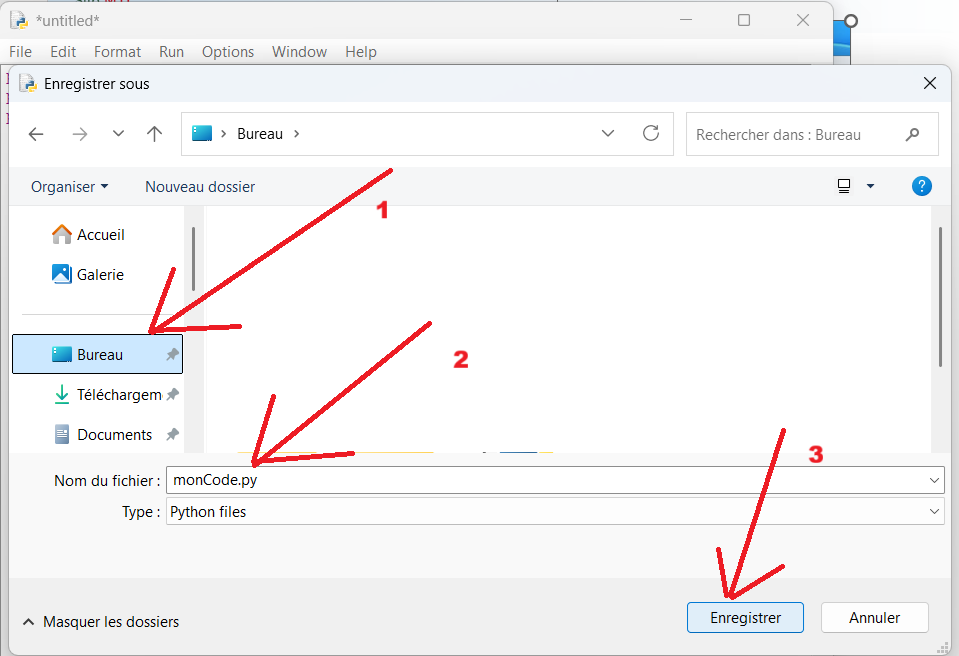 *untitled*
File Edit Format Run Options Window Help
Enregistrer sous
Bureau
Rechercher dans : Bureau
Organiser Nouveau dossier
1
Accueil
Galerie
Bureau
2
Téléchargem
Documents
3
Nom du fichier : monCode.py
Type : Python files
Masquer les dossiers Enregistrer Annuler